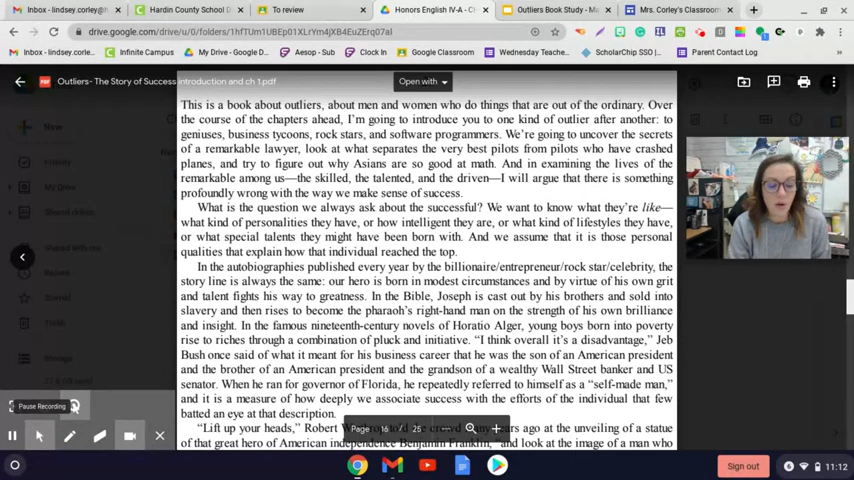 Inbox - lindsey.corley@
Hardin County School D
To review
Honors English IV-A - C
Outliers Book Study - M
Mrs. Corley's Classroom
drive.google.com/drive/u/0/folders/1hfTUm1UBEp01XLrYm4jXB4EuZErq07al
Inbox - lindsey.corle...
Infinite Campus
My Drive - Google D...
Aesop - Sub
Clock In
Google Classroom
Wednesday Teache...
ScholarChip SSO
Parent Contact Log
PDF
Outliers- The Story of Success introduction and ch 1.pdf
Open with
New
Priority
My Drive
Shared drives
Shared with me
Recent
Starred
Trash
Storage
This is a book about outliers, about men and women who do things that are out of the ordinary. Over
the course of the chapters ahead, I'm going to introduce you to one kind of outlier after another: to
geniuses, business tycoons, rock stars, and software programmers. We're going to uncover the secrets
of a remarkable lawyer, look at what separates the very best pilots from pilots who have crashed
planes, and try to figure out why Asians are so good at math. And in examining the lives of the
remarkable among us—the skilled, the talented, and the driven—I will argue that there is something
profoundly wrong with the way we make sense of success.
What is the question we always ask about the successful? We want to know what they're like—
what kind of personalities they have, or how intelligent they are, or what kind of lifestyles they have,
or what special talents they might have been born with. And we assume that it is those personal
qualities that explain how that individual reached the top.
In the autobiographies published every year by the billionaire/entrepreneur/rock star/celebrity, the
story line is always the same: our hero is born in modest circumstances and by virtue of his own grit
and talent fights his way to greatness. In the Bible, Joseph is cast out by his brothers and sold into
slavery and then rises to become the pharaoh's right-hand man on the strength of his own brilliance
and insight. In the famous nineteenth-century novels of Horatio Alger, young boys born into poverty
rise to riches through a combination of pluck and initiative. "I think overall it's a disadvantage," Jeb
Bush once said of what it meant for his business career that he was the son of an American president
and the brother of an American president and the grandson of a wealthy Wall Street banker and US
senator. When he ran for governor of Florida, he repeatedly referred to himself as a "self-made man,"
and it is a measure of how deeply we associate success with the efforts of the individual that few
batted an eye at that description.
"Lift up your heads," Robert told ago at the unveiling of a statue
of that great hero of American independence Benjamin Franklin, "and look at the image of a man who
Page 16 / 25
Pause Recording
Sign out
6
11:12